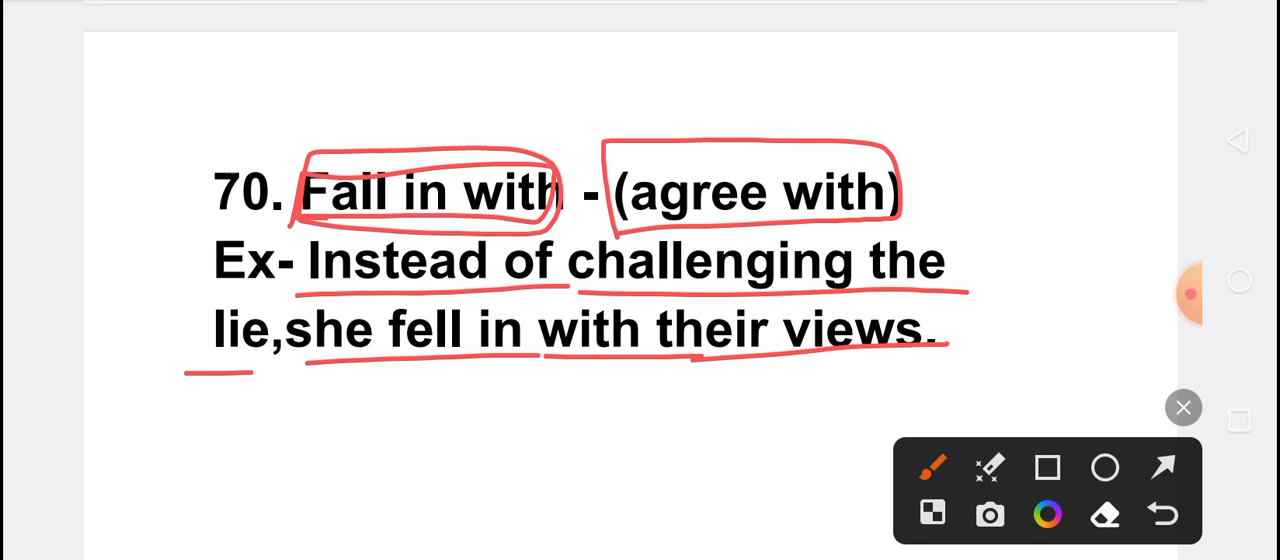 70. Fall in with - (agree with)
Ex- Instead of challenging the
lie,she fell in with their views.